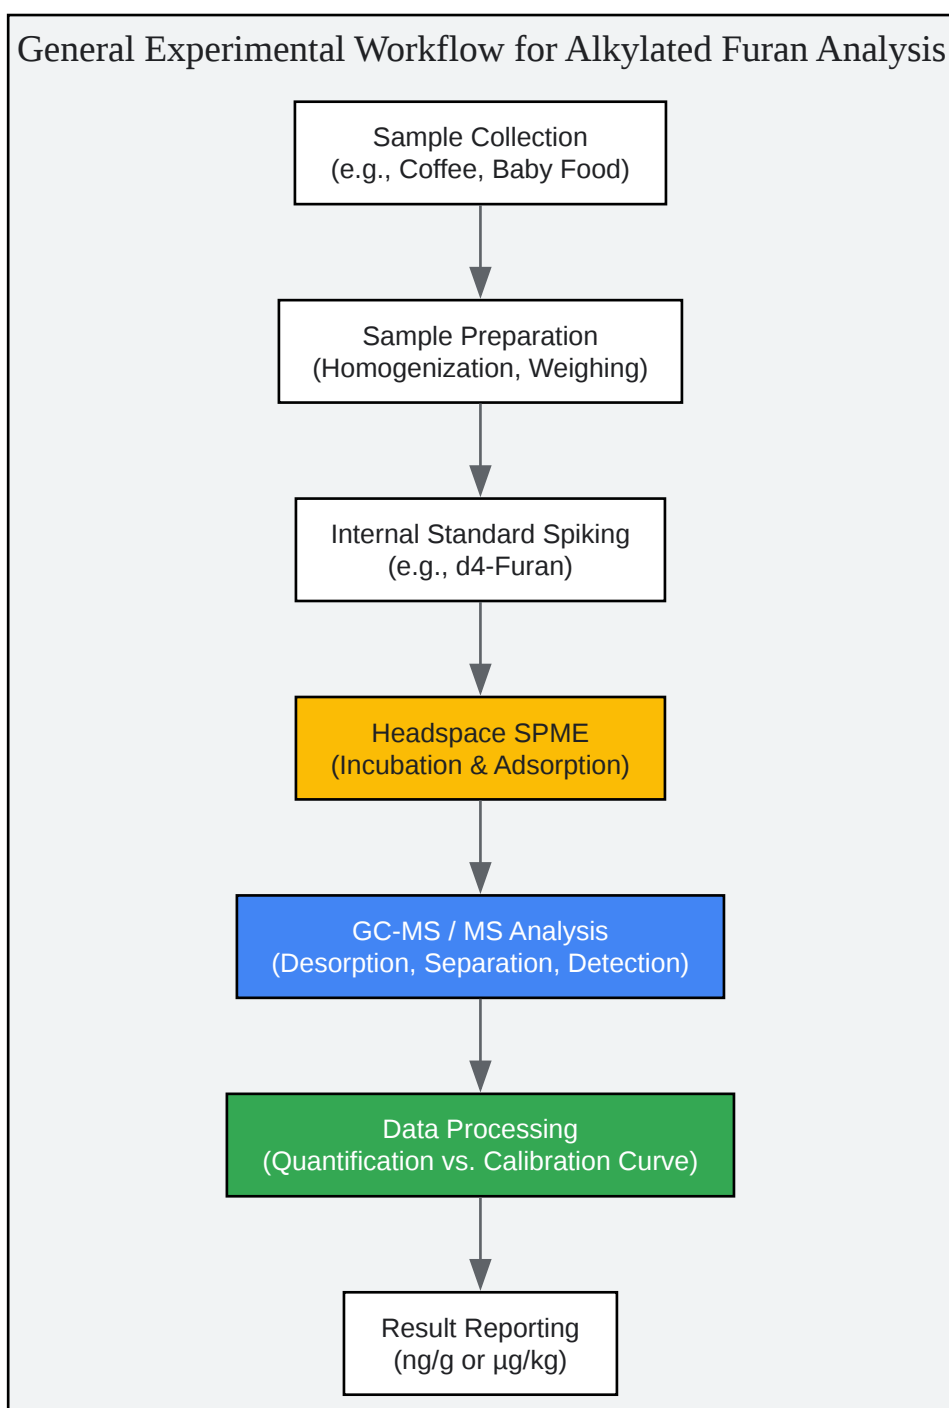 General Experimental Workflow for Alkylated Furan Analysis
Sample Collection
(e.g., Coffee, Baby Food)
Sample Preparation
(Homogenization, Weighing)
Internal Standard Spiking
(e.g., d4-Furan)
Headspace SPME
(Incubation & Adsorption)
GC-MS / MS Analysis
(Desorption, Separation, Detection)
Data Processing
(Quantification vs. Calibration Curve)
Result Reporting
(ng/g or µg/kg)